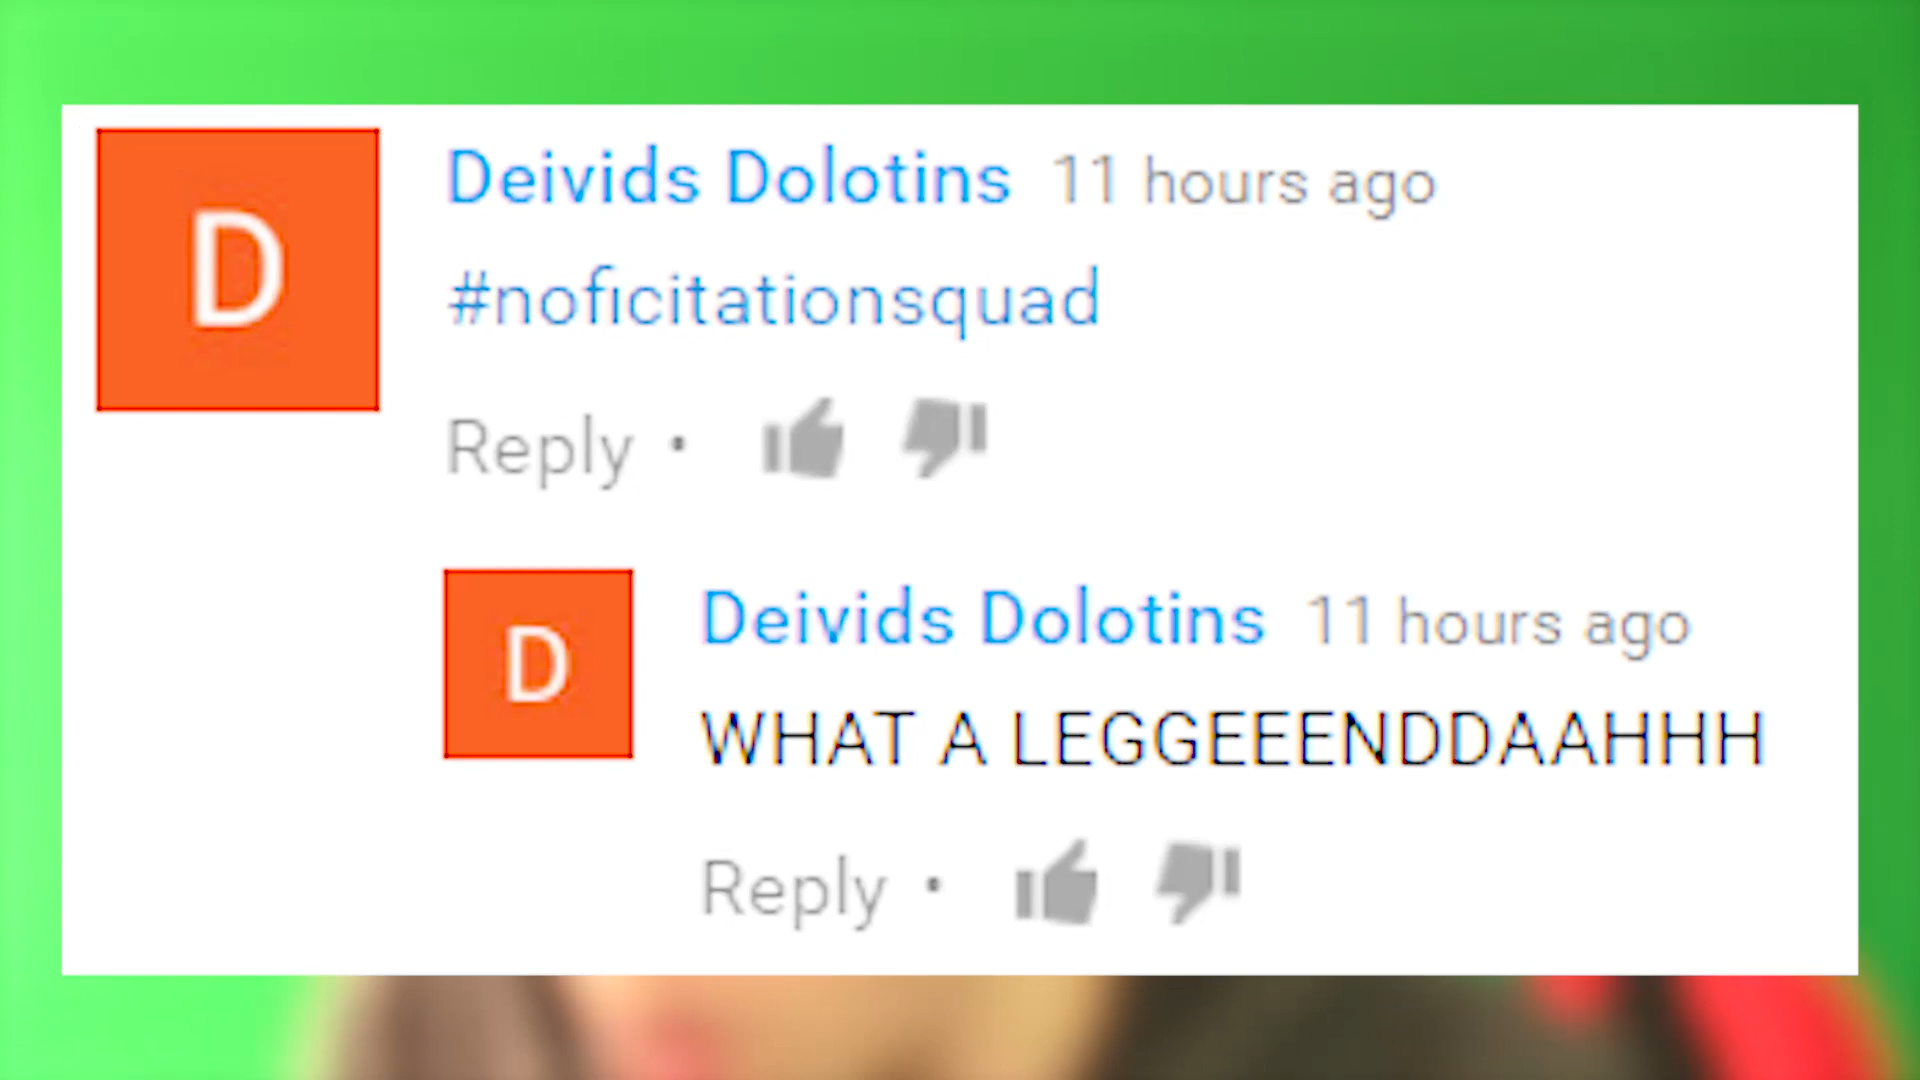 D
Deivids Dolotins 11 hours ago
#noficitationsquad
Reply •
D
Deivids Dolotins 11 hours ago
WHAT A LEGGEEENDDAAHHH
Reply •